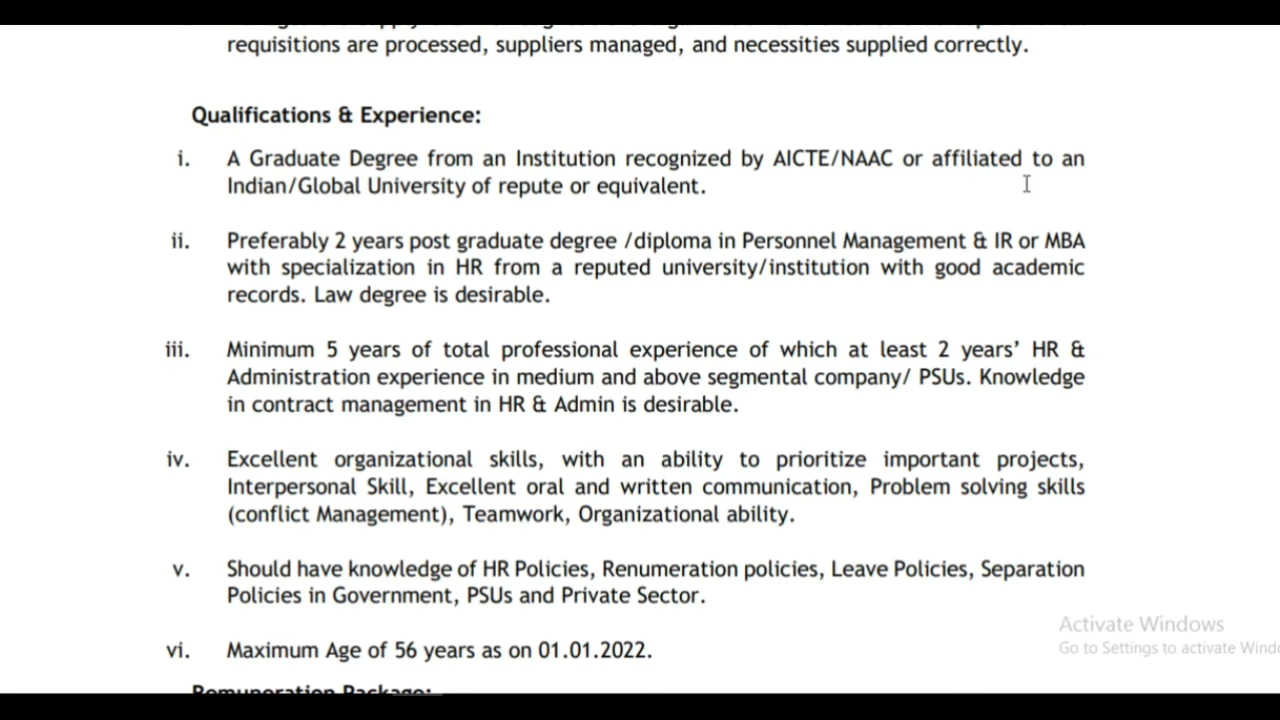 requisitions are processed, suppliers managed, and necessities supplied correctly.
Qualifications & Experience:
i. A Graduate Degree from an Institution recognized by AICTE/NAAC or affiliated to an
Indian/Global University of repute or equivalent.
ii. Preferably 2 years post graduate degree /diploma in Personnel Management & IR or MBA
with specialization in HR from a reputed university/institution with good academic
records. Law degree is desirable.
iii. Minimum 5 years of total professional experience of which at least 2 years’ HR &
Administration experience in medium and above segmental company/ PSUs. Knowledge
in contract management in HR & Admin is desirable.
iv. Excellent organizational skills, with an ability to prioritize important projects,
Interpersonal Skill, Excellent oral and written communication, Problem solving skills
(conflict Management), Teamwork, Organizational ability.
v. Should have knowledge of HR Policies, Renumeration policies, Leave Policies, Separation
Policies in Government, PSUs and Private Sector.
Activate Windows
Go to Settings to activate Windo
vi. Maximum Age of 56 years as on 01.01.2022.
Remuneration Package: